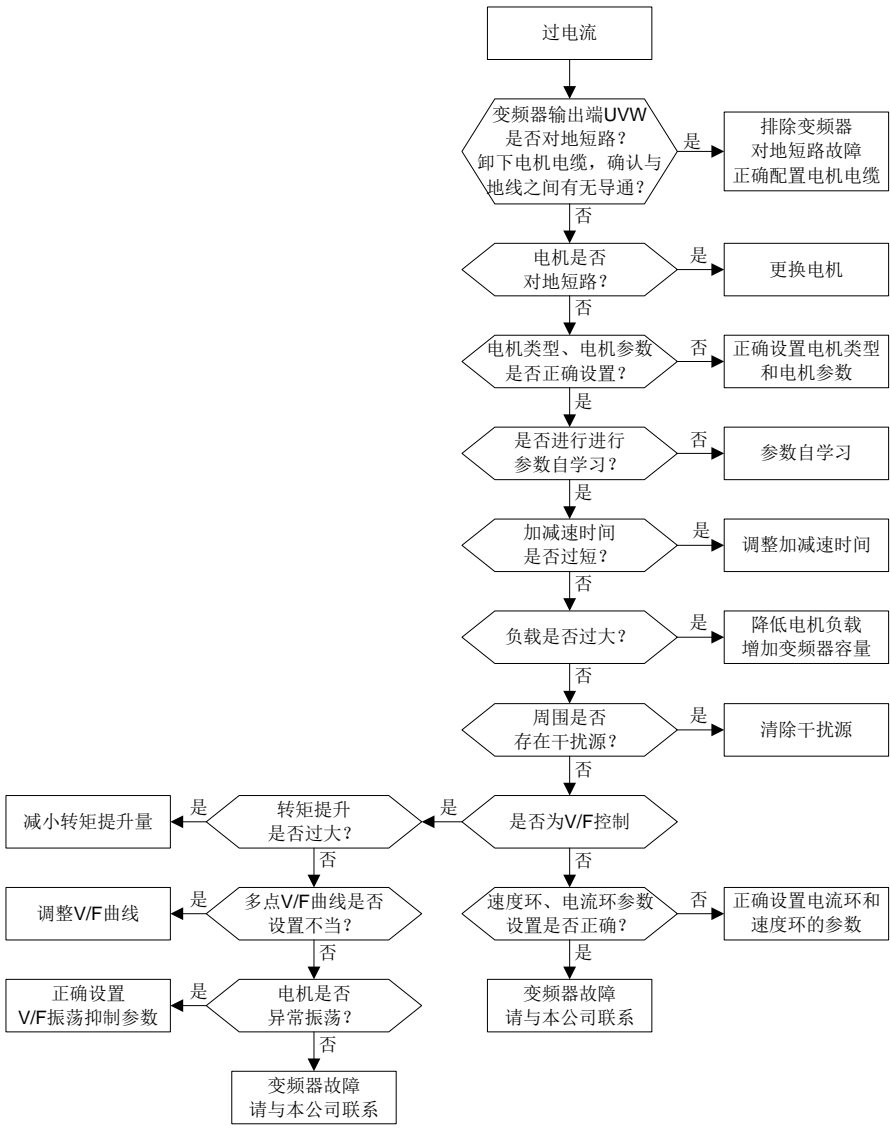 过电流
变频器输出端UVW
是否对地短路？
卸下电机电缆，确认与
地线之间有无导通？
是
排除变频器
对地短路故障
正确配置电机电缆
否
电机是否
对地短路？
是
更换电机
否
电机类型、电机参数
是否正确设置？
否
正确设置电机类型
和电机参数
是
是否进行进行
参数自学习？
否
参数自学习
是
加减速时间
是否过短？
是
调整加减速时间
否
负载是否过大？
是
降低电机负载
增加变频器容量
否
周围是否
存在干扰源？
是
清除干扰源
否
是否为V/F控制
是
转矩提升
是否过大？
是
减小转矩提升量
否
多点V/F曲线是否
设置不当？
是
调整V/F曲线
否
电机是否
异常振荡？
是
正确设置
V/F振荡抑制参数
否
变频器故障
请与本公司联系
否
速度环、电流环参数
设置是否正确？
否
正确设置电流环和
速度环的参数
是
变频器故障
请与本公司联系